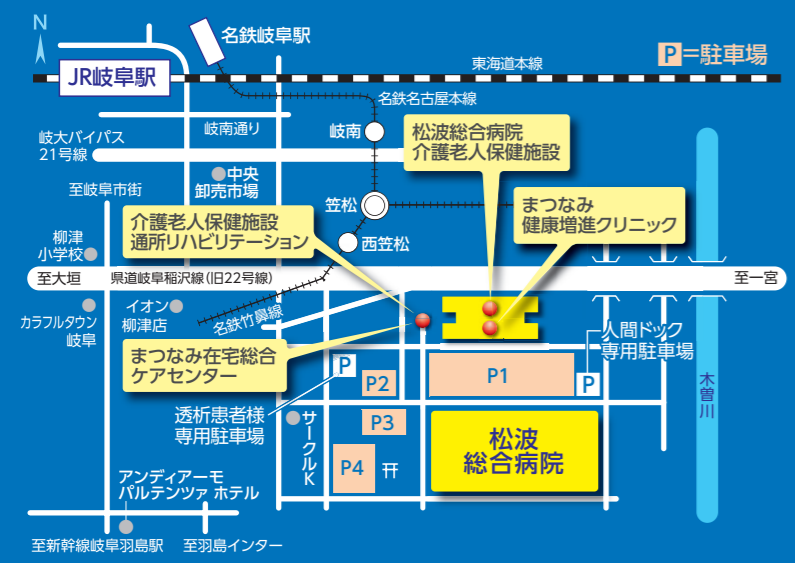 N
名鉄岐阜駅
東海道本線
P=駐車場
JR岐阜駅
名鉄名古屋本線
岐南通り
岐南
松波総合病院
介護老人保健施設
岐大バイパス
21号線
中央
卸売市場
至岐阜市街
笠松
まつなみ
健康増進クリニック
介護老人保健施設
通所リハビリテーション
柳津
小学校
西笠松
至大垣
県道岐阜稲沢線(旧22号線)
至一宮
カラフルタウン
岐阜
イオン
柳津店
名鉄竹鼻線
人間ドック
専用駐車場
まつなみ在宅総合
ケアセンター
P
P2
P1
P
木曽川
透析患者様
専用駐車場
サークルK
P3
松波
総合病院
P4
アンディアーモ
パルテンツァ ホテル
至新幹線岐阜羽島駅
至羽島インター